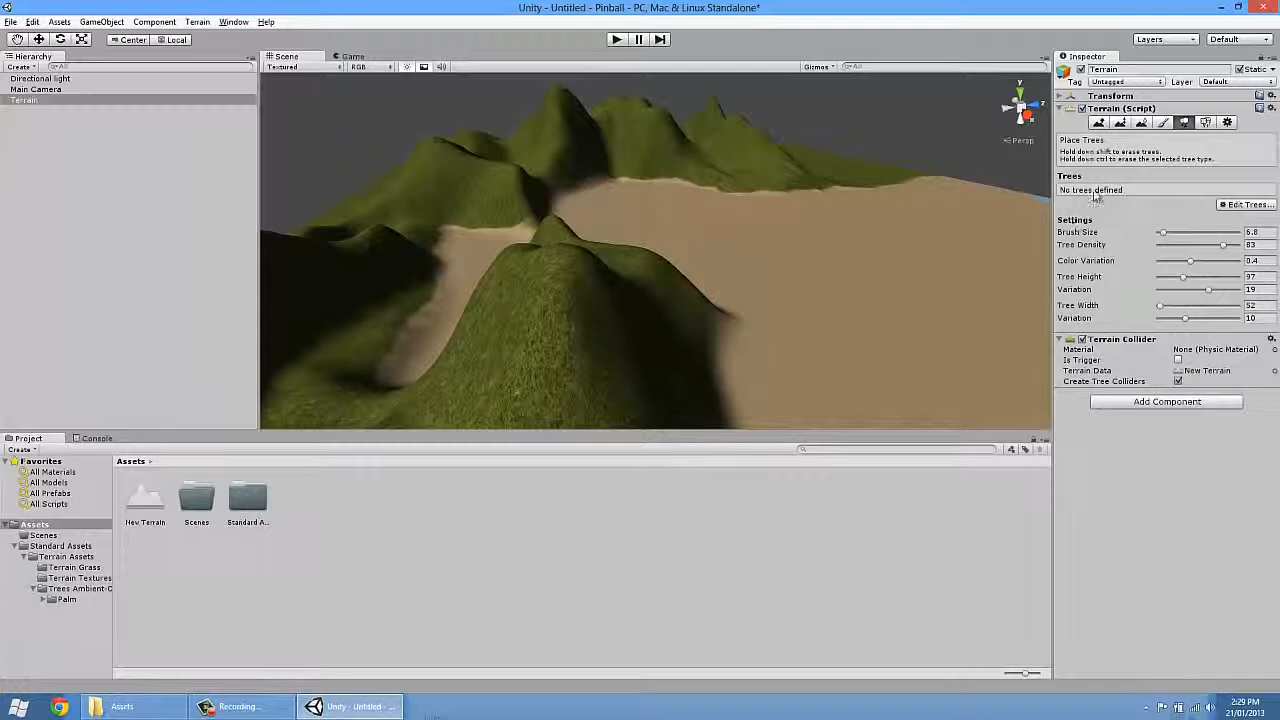 Unity - Untitled - Pinball - PC, Mac & Linux Standalone*
File Edit Assets GameObject Component Terrain Window Help
Center Local Layers Default
Hierarchy
Create All
Directional light
Main Camera
Terrain
Scene Game
Textured RGB Gizmos All
y
z
Persp
Inspector
Terrain Static
Tag Untagged Layer Default
Transform
Terrain (Script)
Place Trees
Hold down shift to erase trees.
Hold down ctrl to erase the selected tree type.
Trees
No trees defined
Edit Trees...
Settings
Brush Size 6.8
Tree Density 83
Color Variation 0.4
Tree Height 97
Variation 19
Tree Width 52
Variation 10
Terrain Collider
Material None (Physic Material)
Is Trigger
Terrain Data New Terrain
Create Tree Colliders
Add Component
Project Console
Create
Favorites
All Materials
All Models
All Prefabs
All Scripts
Assets
Scenes
Standard Assets
Terrain Assets
Terrain Grass
Terrain Textures
Trees Ambient-O
Palm
Assets
New Terrain Scenes Standard A...
Assets Recording... Unity - Untitled - ...
2:29 PM
21/01/2013